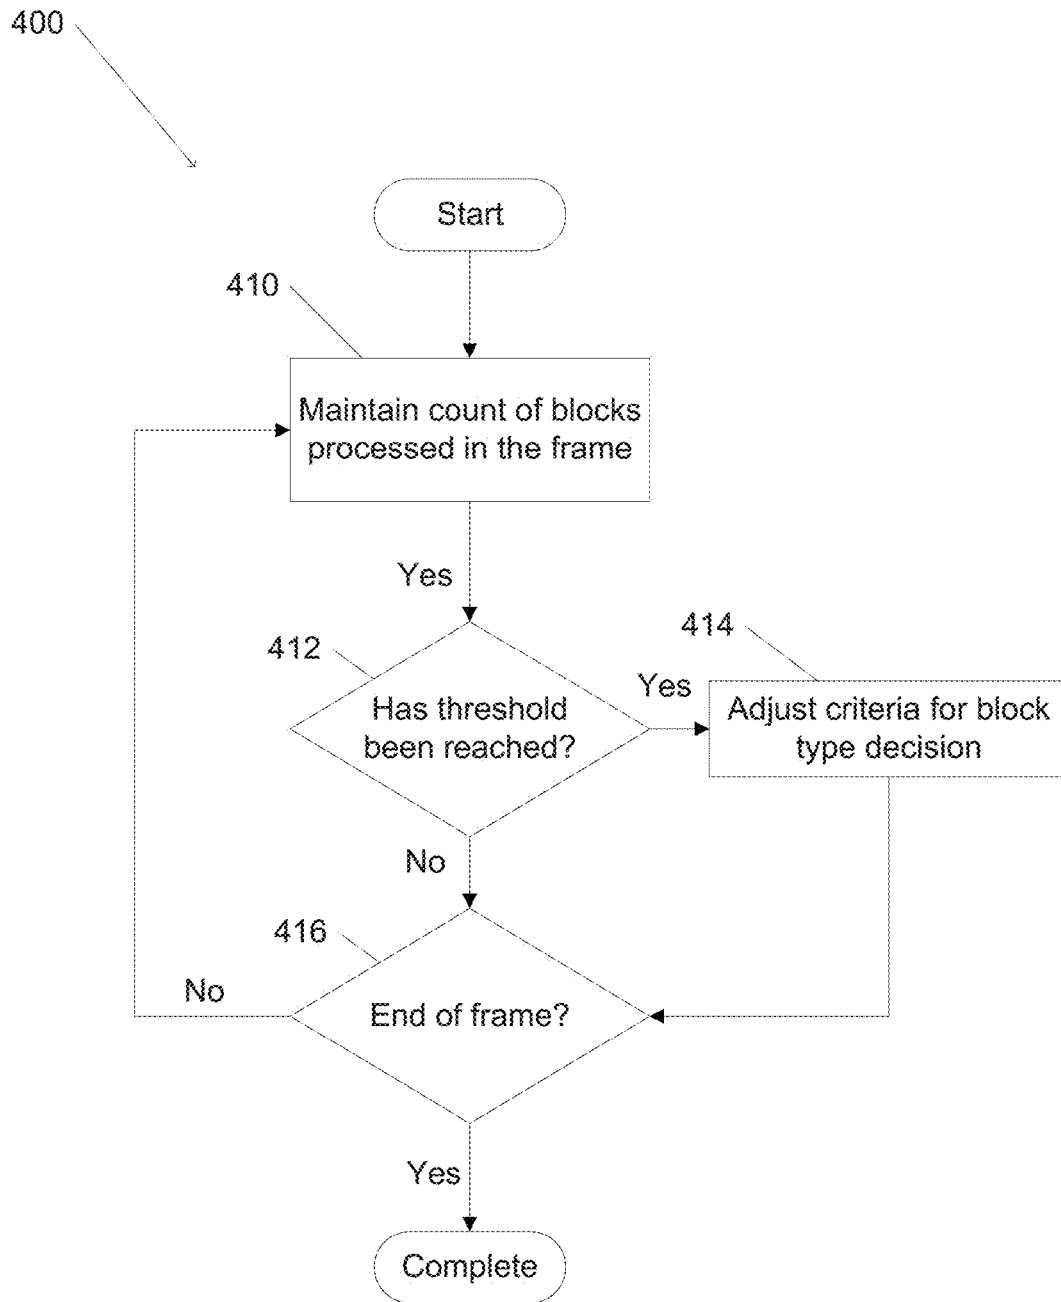 400
Start
410
Maintain count of blocks
processed in the frame
Yes
412
414
Has threshold
been reached?
Yes
Adjust criteria for block
type decision
No
416
End of frame?
No
Yes
Complete